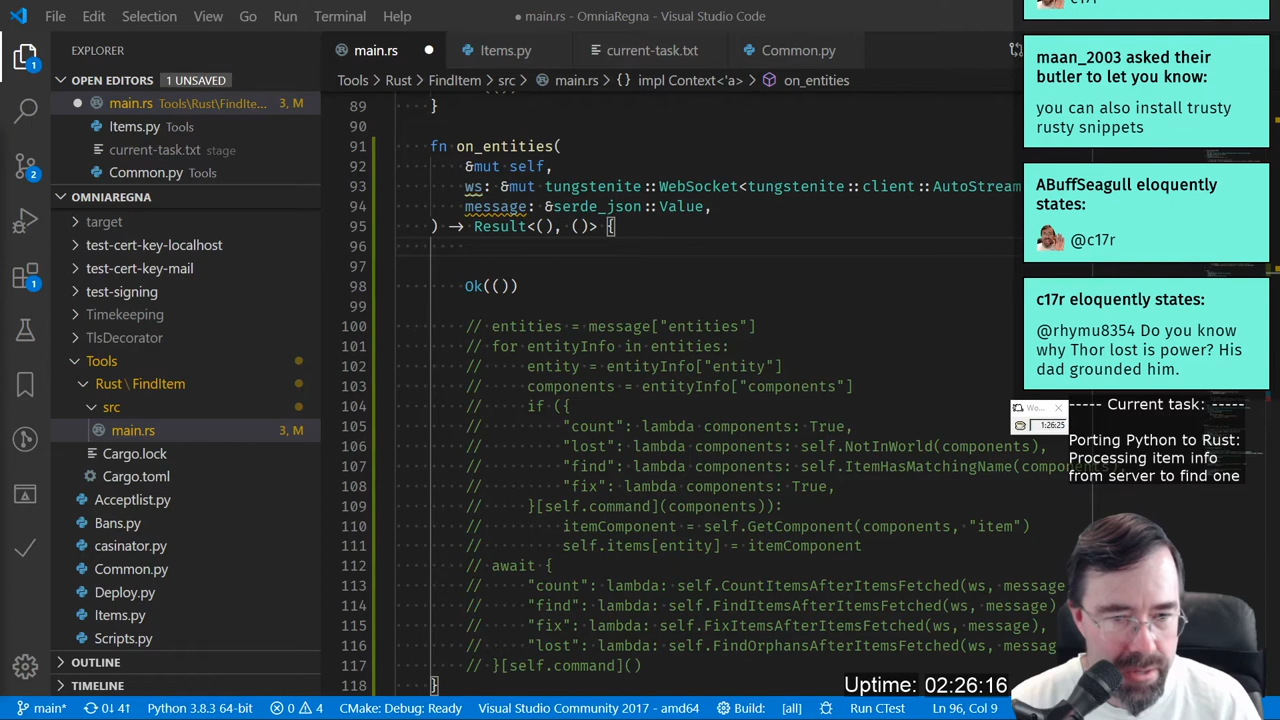 File Edit Selection View Go Run Terminal Help
● main.rs - OmniaRegna - Visual Studio Code
EXPLORER
main.rs
Items.py
current-task.txt
Common.py
OPEN EDITORS 1 UNSAVED
Tools > Rust > FindItem > src > main.rs > {} impl Context<'a> > on_entities
main.rs Tools\Rust\FindIte... 3, M
Items.py Tools
current-task.txt stage
Common.py Tools
OMNIAREGNA
target
test-cert-key-localhost
test-cert-key-mail
test-signing
Timekeeping
TlsDecorator
Tools
Rust \ FindItem
src
main.rs 3, M
Cargo.lock
Cargo.toml
Acceptlist.py
Bans.py
casinator.py
Common.py
Deploy.py
Items.py
Scripts.py
OUTLINE
TIMELINE
89 }
90
91 fn on_entities(
92 &mut self,
93 ws: &mut tungstenite::WebSocket<tungstenite::client::AutoStream
94 message: &serde_json::Value,
95 ) -> Result<(), ()> {
96
97
98 Ok(())
99
100 // entities = message["entities"]
101 // for entityInfo in entities:
102 // entity = entityInfo["entity"]
103 // components = entityInfo["components"]
104 // if ({
105 // "count": lambda components: True,
106 // "lost": lambda components: self.NotInWorld(components),
107 // "find": lambda components: self.ItemHasMatchingName(components),
108 // "fix": lambda components: True,
109 // }[self.command](components)):
110 // itemComponent = self.GetComponent(components, "item")
111 // self.items[entity] = itemComponent
112 // await {
113 // "count": lambda: self.CountItemsAfterItemsFetched(ws, message
114 // "find": lambda: self.FindItemsAfterItemsFetched(ws, message)
115 // "fix": lambda: self.FixItemsAfterItemsFetched(ws, message),
116 // "lost": lambda: self.FindOrphansAfterItemsFetched(ws, messa
117 // }[self.command]()
118 }
maan_2003 asked their
butler to let you know:
you can also install trusty
rusty snippets
ABuffSeagull eloquently
states:
@c17r
c17r eloquently states:
@rhymu8354 Do you know
why Thor lost is power? His
dad grounded him.
Wo...
1:26:25
----- Current task: -----
Porting Python to Rust:
Processing item info
from server to find one
Uptime: 02:26:16
main* 0↓ 41↑ Python 3.8.3 64-bit 0 4 CMake: Debug: Ready Visual Studio Community 2017 - amd64 Build: [all] Run CTest Ln 96, Col 9